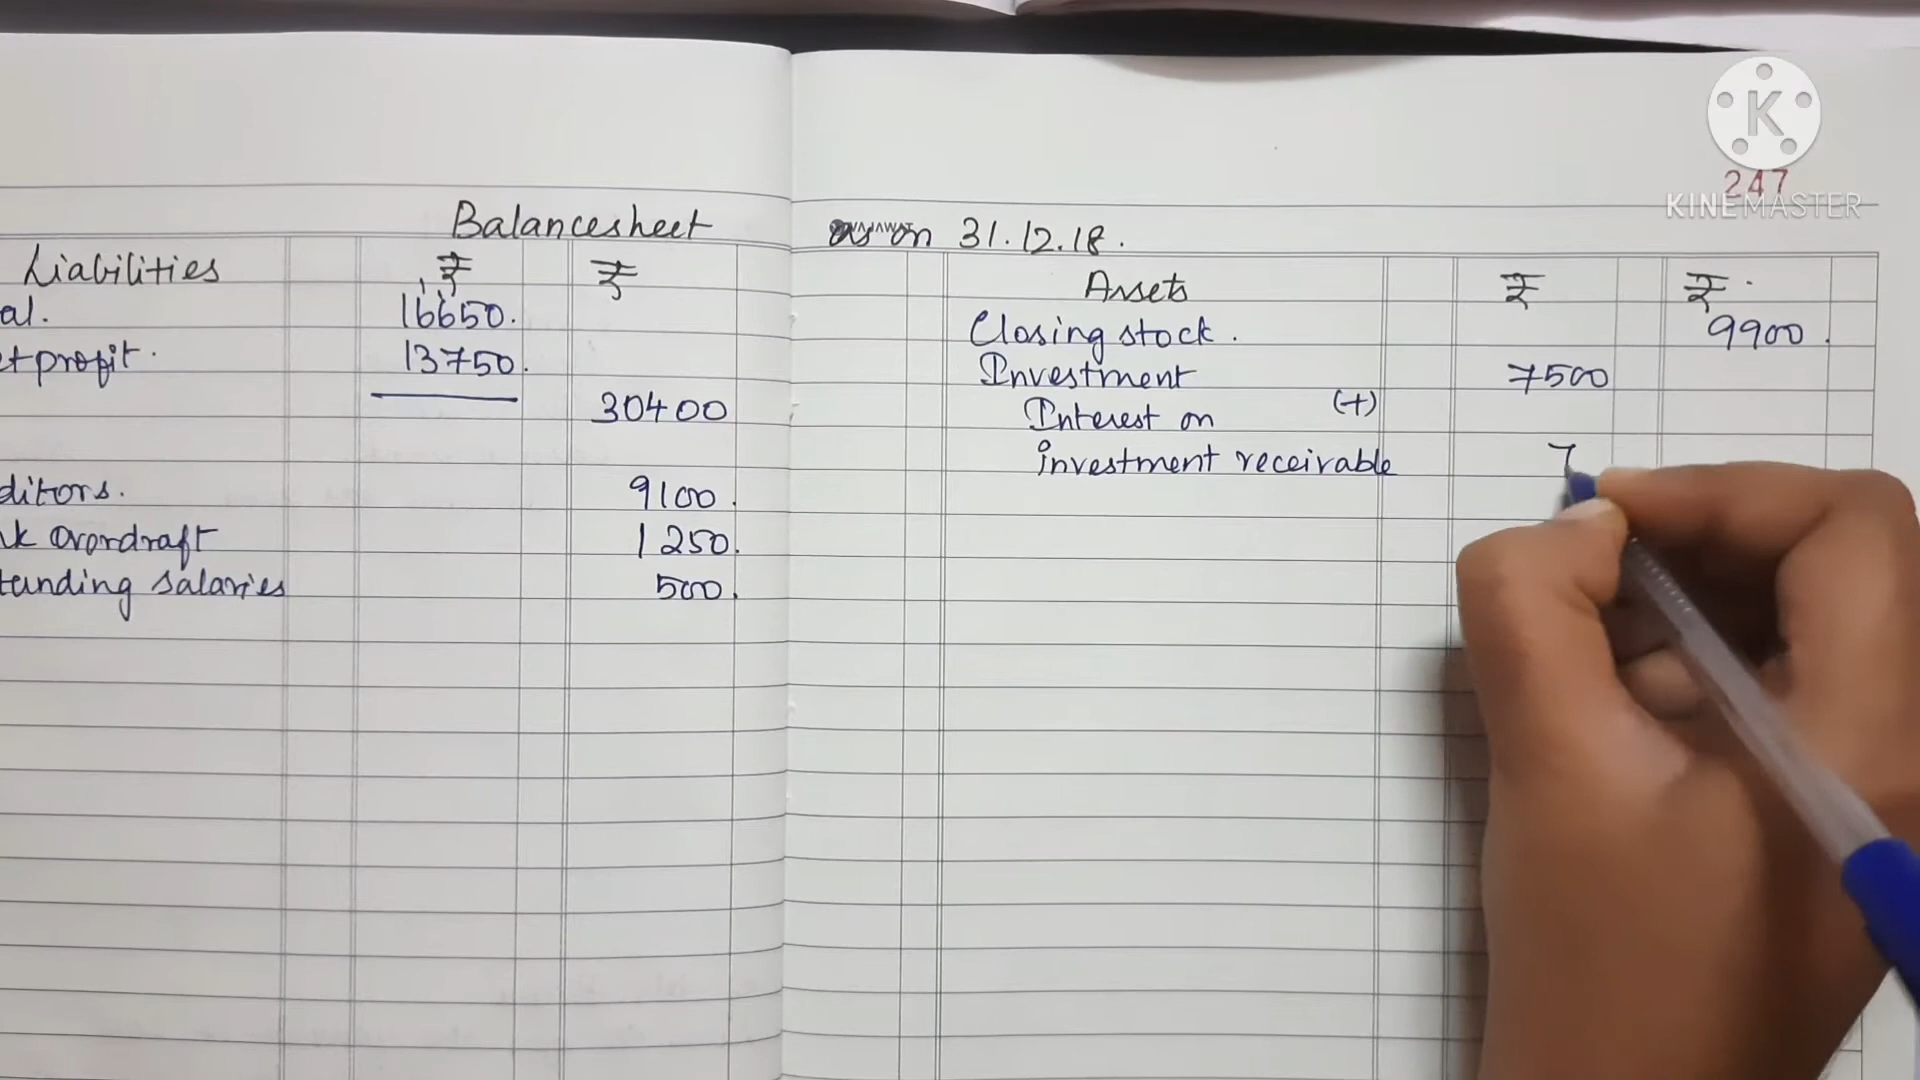 247
KINEMASTER
Balancesheet as on 31.12.18.
Liabilities ₹ ₹ Assets ₹ ₹
al. 16650. Closing stock. 9900.
t profit. 13750. Investment 7500
30400 Interest on (+)
investment receivable 7
ditors. 9100.
k overdraft 1250.
tanding salaries 500.